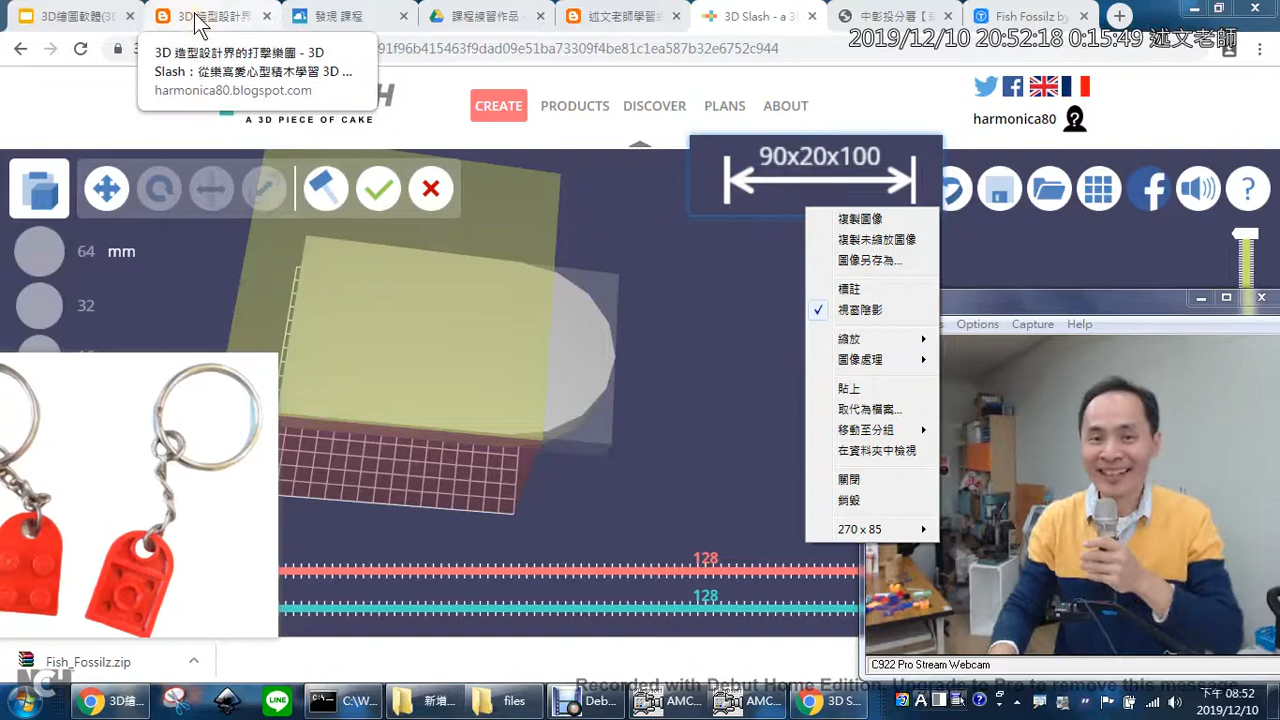 3D繪圖軟體(3D
3D造型設計界
發現 課程
課程練習作品 -
述文老師學習
3D Slash - a 3
中彰投分署【
Fish Fossilz by
91f96b415463d0c97919304f4be81c1ea587bc2944
2019/12/10 20:52:18 0:15:49 述文老師
3D 造型設計界的打擊樂團 - 3D
Slash：從樂高愛心型積木學習 3D ...
harmonica80.blogspot.com
A 3D PIECE OF CAKE
CREATE
PRODUCTS
DISCOVER
PLANS
ABOUT
harmonica80
90x20x100
64 mm
32
複製圖像
複製未縮放圖像
圖像另存為...
標註
視窗陰影
縮放
圖像處理
貼上
取代為檔案...
移動至分組
在資料夾中檢視
關閉
銷毀
270 x 85
Options
Capture
Help
128
128
C922 Pro Stream Webcam
Fish_Fossilz.zip
NCH
Recorded with Debut Home Edition. Upgrade to Pro to remove this message.
3D繪
C:\W...
新增
files
Deb...
AMC...
AMC...
3D S...
下午 08:52
2019/12/10